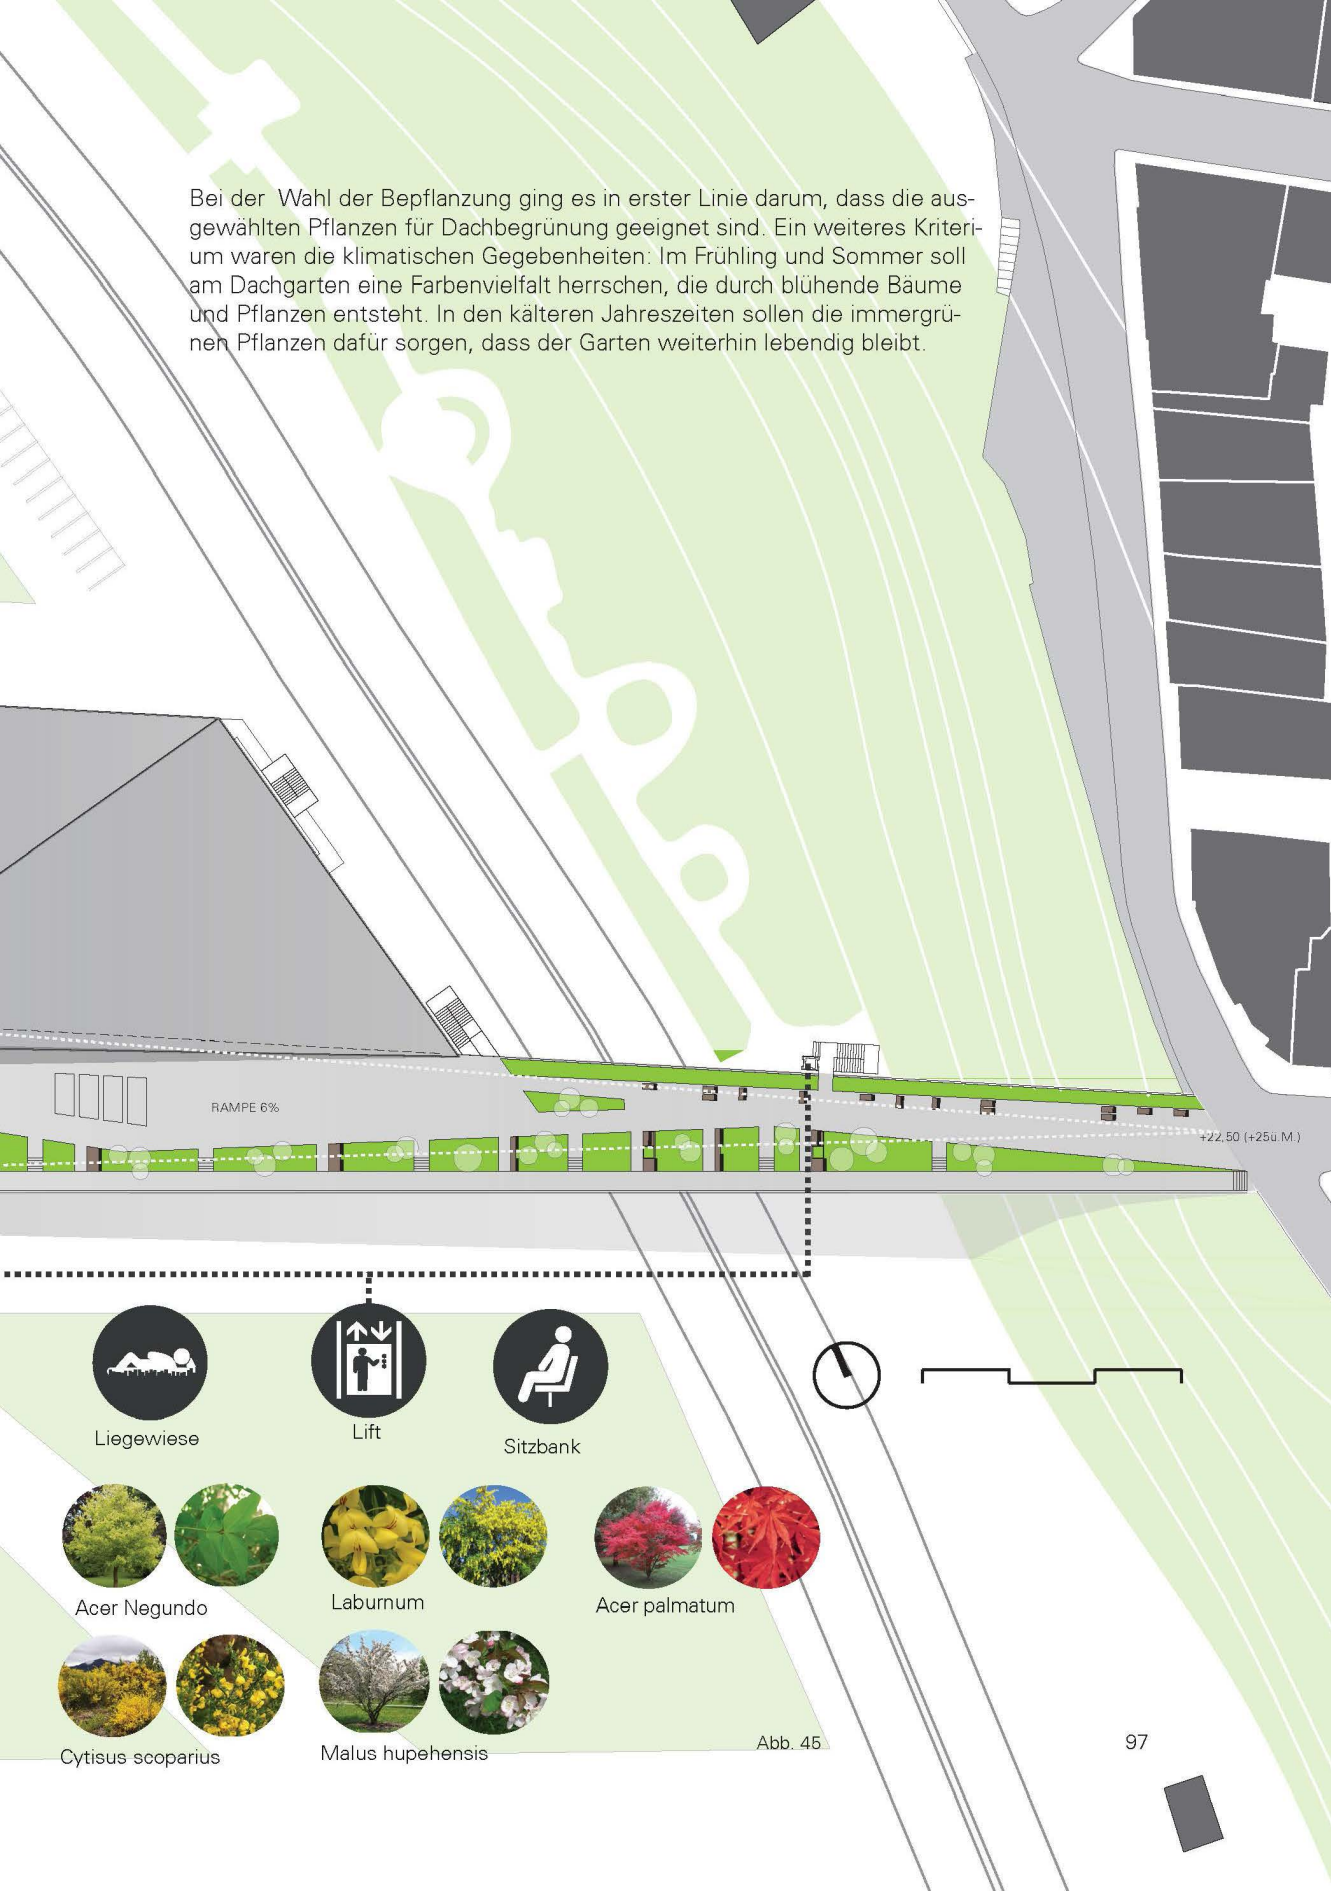 Bei der  Wahl der Bepflanzung ging es in erster Linie darum, dass die aus-
gewählten Pflanzen für Dachbegrünung geeignet sind. Ein weiteres Kriteri-
um waren die klimatischen Gegebenheiten: Im Frühling und Sommer soll
am Dachgarten eine Farbenvielfalt herrschen, die durch blühende Bäume
und Pflanzen entsteht. In den kälteren Jahreszeiten sollen die immergrü-
nen Pflanzen dafür sorgen, dass der Garten weiterhin lebendig bleibt.
RAMPE 6%
+22,50 (+25ü.M.)
Liegewiese
Lift
Sitzbank
Acer Negundo
Laburnum
Acer palmatum
Cytisus scoparius
Malus hupehensis
Abb. 45
97